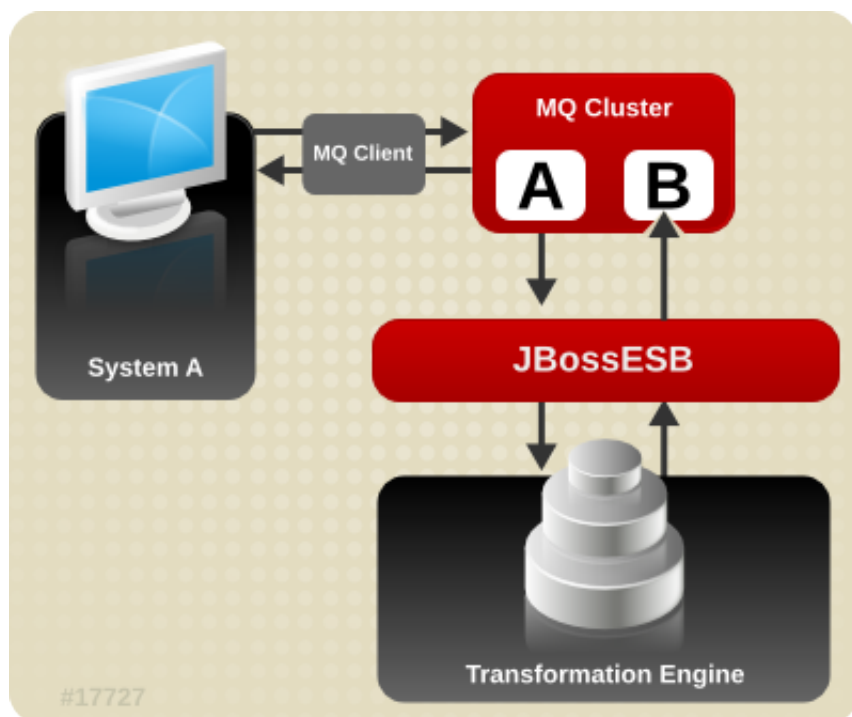 MQ Cluster
MQ Client
A B
JBossESB
System A
Transformation Engine
#17727